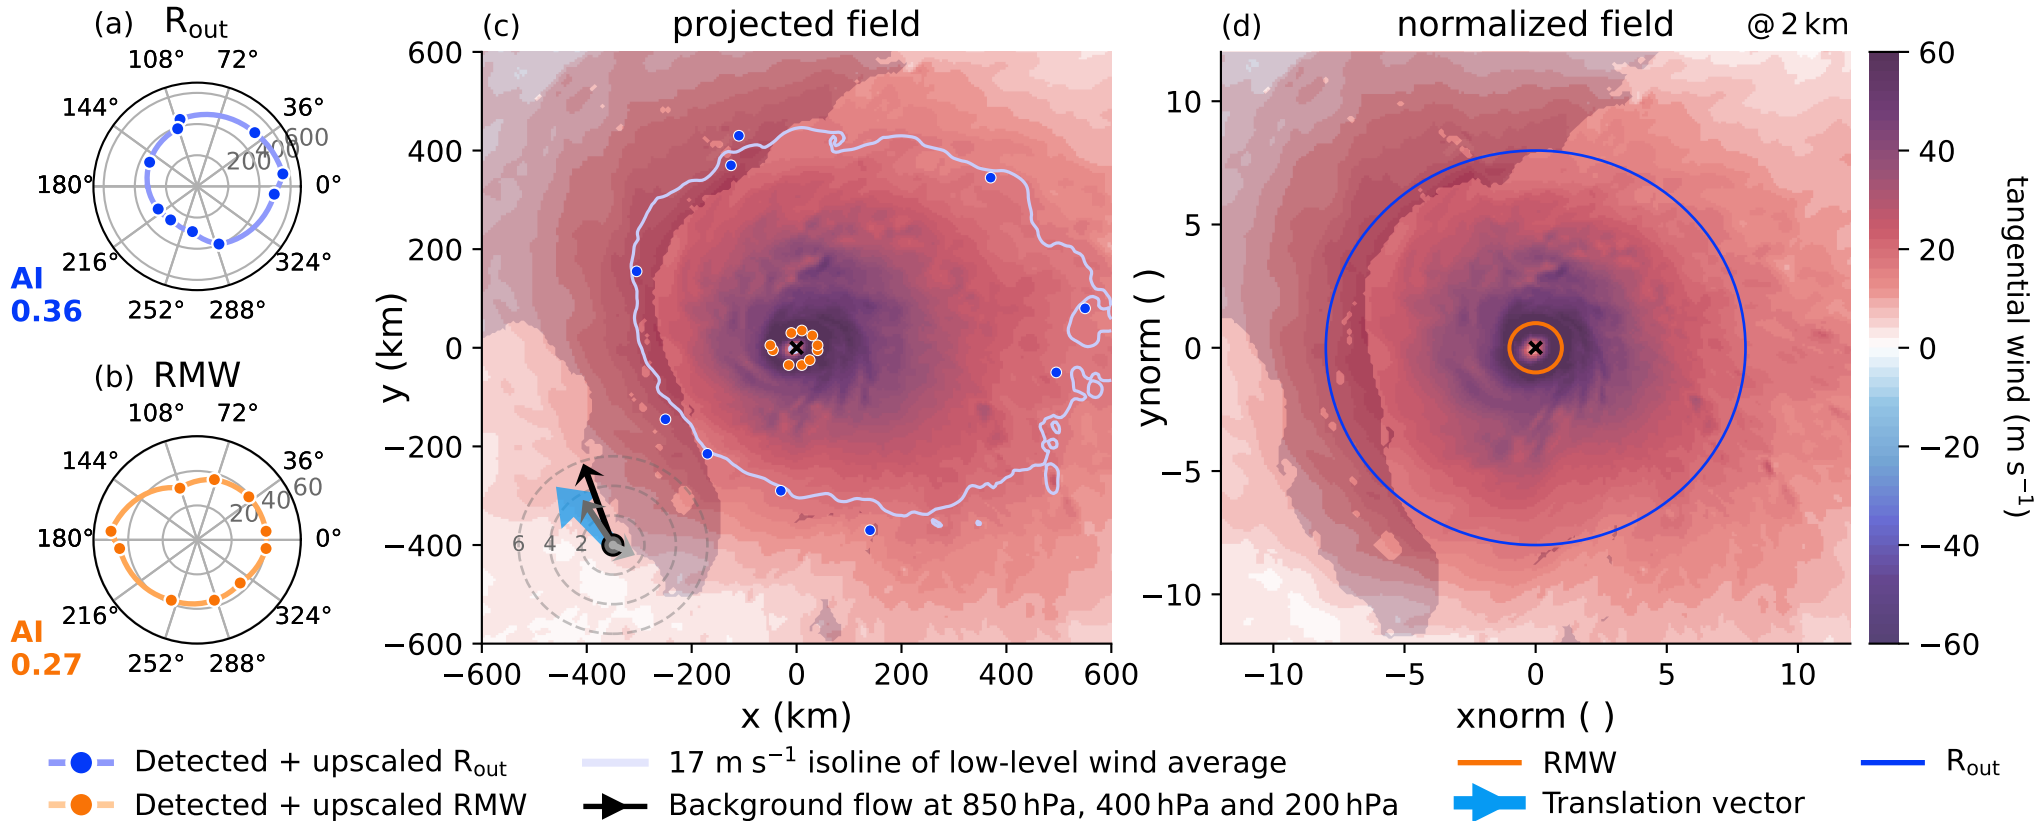 (a) R_out
108° 72°
144° 36°
600
400
200
180° 0°
216° 324°
AI
0.36
252° 288°
(b) RMW
108° 72°
144° 36°
60
40
20
180° 0°
216° 324°
AI
0.27
252° 288°
(c) projected field
600
400
200
0
−200
−400
−600
y (km)
6 4 2
−600 −400 −200 0 200 400 600
x (km)
(d) normalized field @ 2 km
10
5
0
−5
−10
ynorm ( )
−10 −5 0 5 10
xnorm ( )
60
40
20
0
−20
−40
−60
tangential wind (m s⁻¹)
Detected + upscaled R_out
Detected + upscaled RMW
17 m s⁻¹ isoline of low-level wind average
Background flow at 850 hPa, 400 hPa and 200 hPa
RMW
Translation vector
R_out